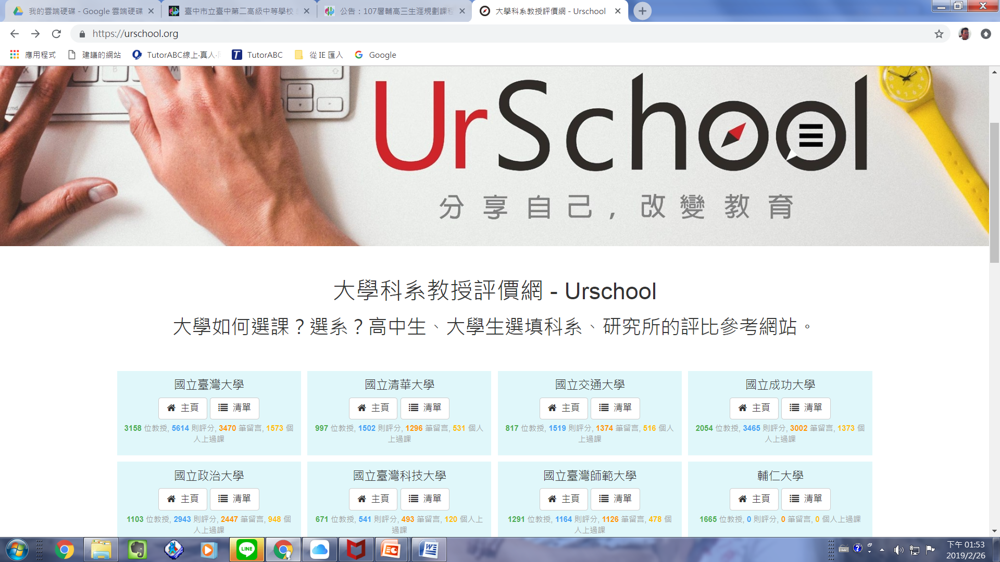 我的雲端硬碟 - Google 雲端硬碟
臺中市立臺中第二高級中等學校
公告：107署輔高三生涯規劃課程
大學科系教授評價網 - Urschool
https://urschool.org
應用程式
建議的網站
TutorABC線上·真人·
TutorABC
從 IE 匯入
Google
UrSchool
分享自己，改變教育
大學科系教授評價網 - Urschool
大學如何選課？選系？高中生、大學生選填科系、研究所的評比參考網站。
國立臺灣大學
主頁 清單
3158 位教授, 5614 則評分, 3470 筆留言, 1573 個
人上過課
國立清華大學
主頁 清單
997 位教授, 1502 則評分, 1296 筆留言, 531 個人
上過課
國立交通大學
主頁 清單
817 位教授, 1519 則評分, 1374 筆留言, 516 個人
上過課
國立成功大學
主頁 清單
2054 位教授, 3465 則評分, 3002 筆留言, 1373 個
人上過課
國立政治大學
主頁 清單
1103 位教授, 2943 則評分, 2447 筆留言, 948 個
人上過課
國立臺灣科技大學
主頁 清單
671 位教授, 541 則評分, 493 筆留言, 120 個人上
過課
國立臺灣師範大學
主頁 清單
1291 位教授, 1164 則評分, 1126 筆留言, 478 個
人上過課
輔仁大學
主頁 清單
1665 位教授, 0 則評分, 0 筆留言, 0 個人上過課
LINE
下午 01:53
2019/2/26